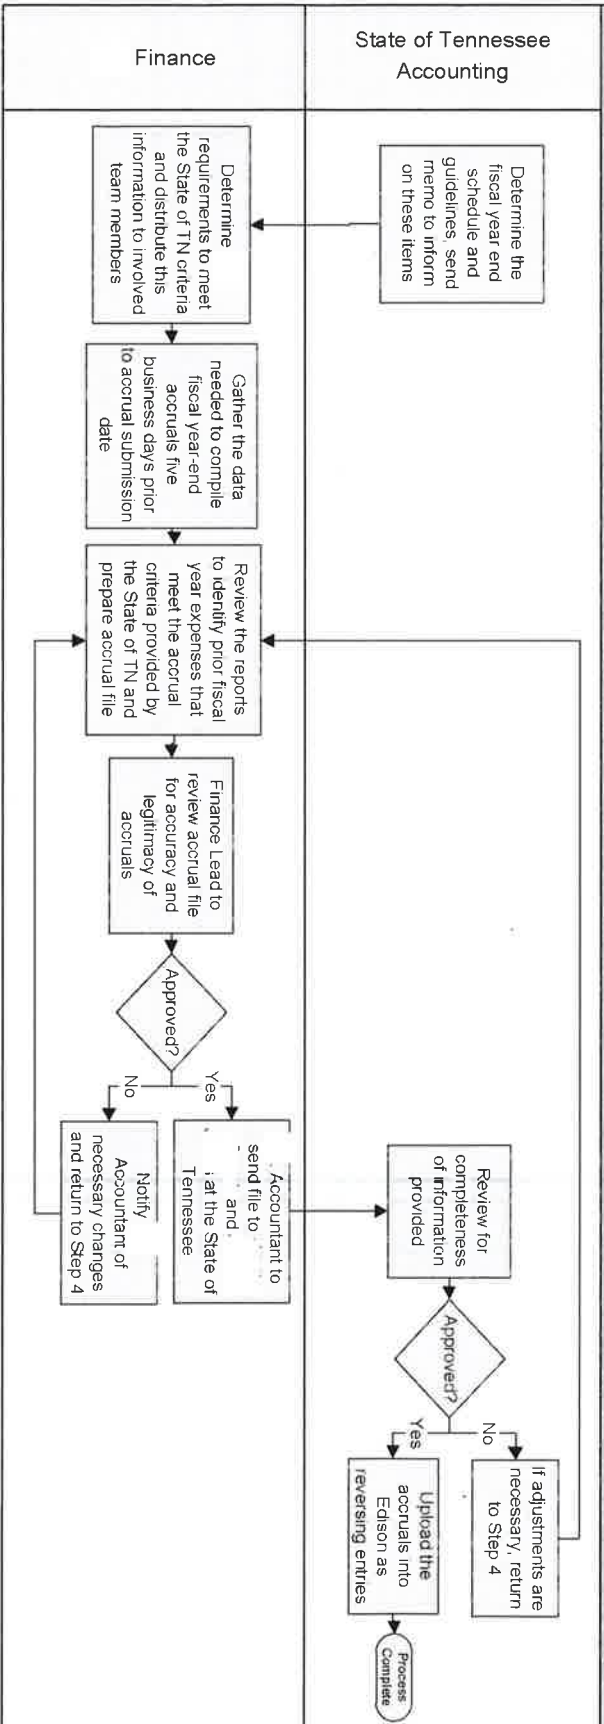 Finance
State of Tennessee
Accounting
Determine the
fiscal year end
schedule and
guidelines, send
memo to inform
on these items
Determine
requirements to meet
the State of TN criteria
and distribute this
information to involved
team members
Gather the data
needed to compile
fiscal year-end
accruals five
business days prior
to accrual submission
date
Review the reports
to identify prior fiscal
year expenses that
meet the accrual
criteria provided by
the State of TN and
prepare accrual file
Finance Lead to
review accrual file
for accuracy and
legitimacy of
accruals
Approved?
Yes
No
Accountant to
send file to
and
at the State of
Tennessee
Notify
Accountant of
necessary changes
and return to Step 4
Review for
completeness
of information
provided
Approved?
No
Yes
If adjustments are
necessary, return
to Step 4
Upload the
accruals into
Edison as
reversing entries
Process
Complete